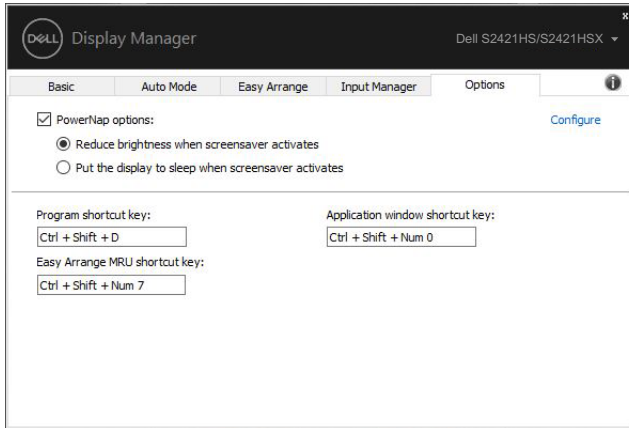 x
DELL Display Manager
Dell S2421HS/S2421HSX
Basic Auto Mode Easy Arrange Input Manager Options
PowerNap options:
Configure
Reduce brightness when screensaver activates
Put the display to sleep when screensaver activates
Program shortcut key:
Application window shortcut key:
Ctrl + Shift + D
Ctrl + Shift + Num 0
Easy Arrange MRU shortcut key:
Ctrl + Shift + Num 7